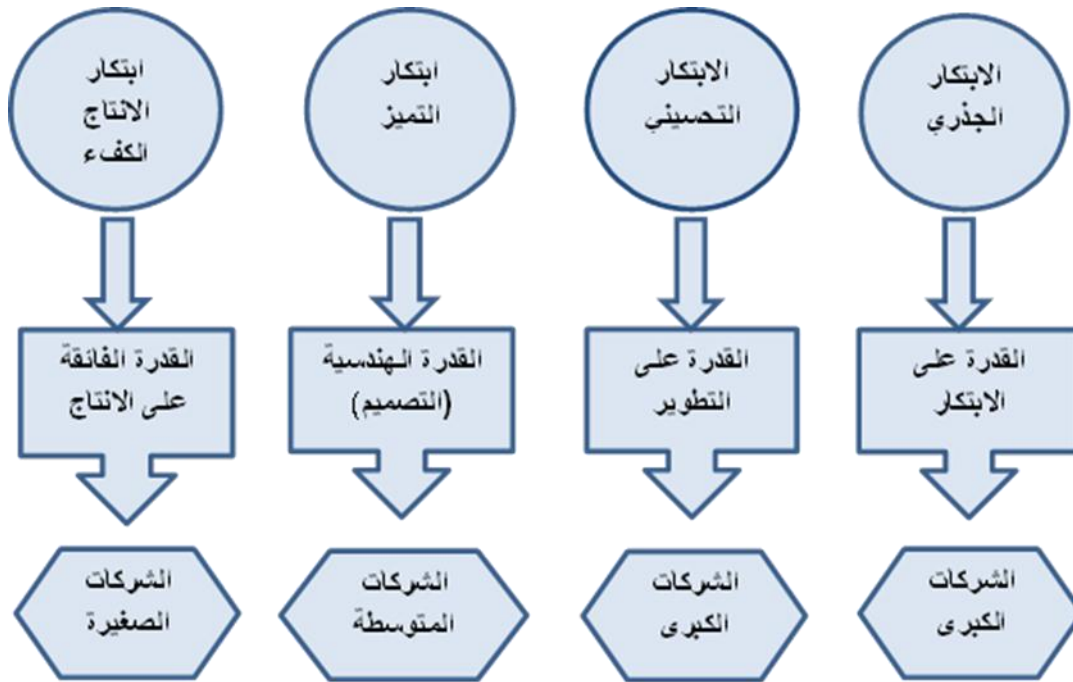 الابتكار
الجذري
الابتكار
التحسيني
ابتكار
التميز
ابتكار
الانتاج
الكفء
القدرة على
الابتكار
القدرة على
التطوير
القدرة الهندسية
(التصميم)
القدرة الفائقة
على الانتاج
الشركات
الكبرى
الشركات
الكبرى
الشركات
المتوسطة
الشركات
الصغيرة